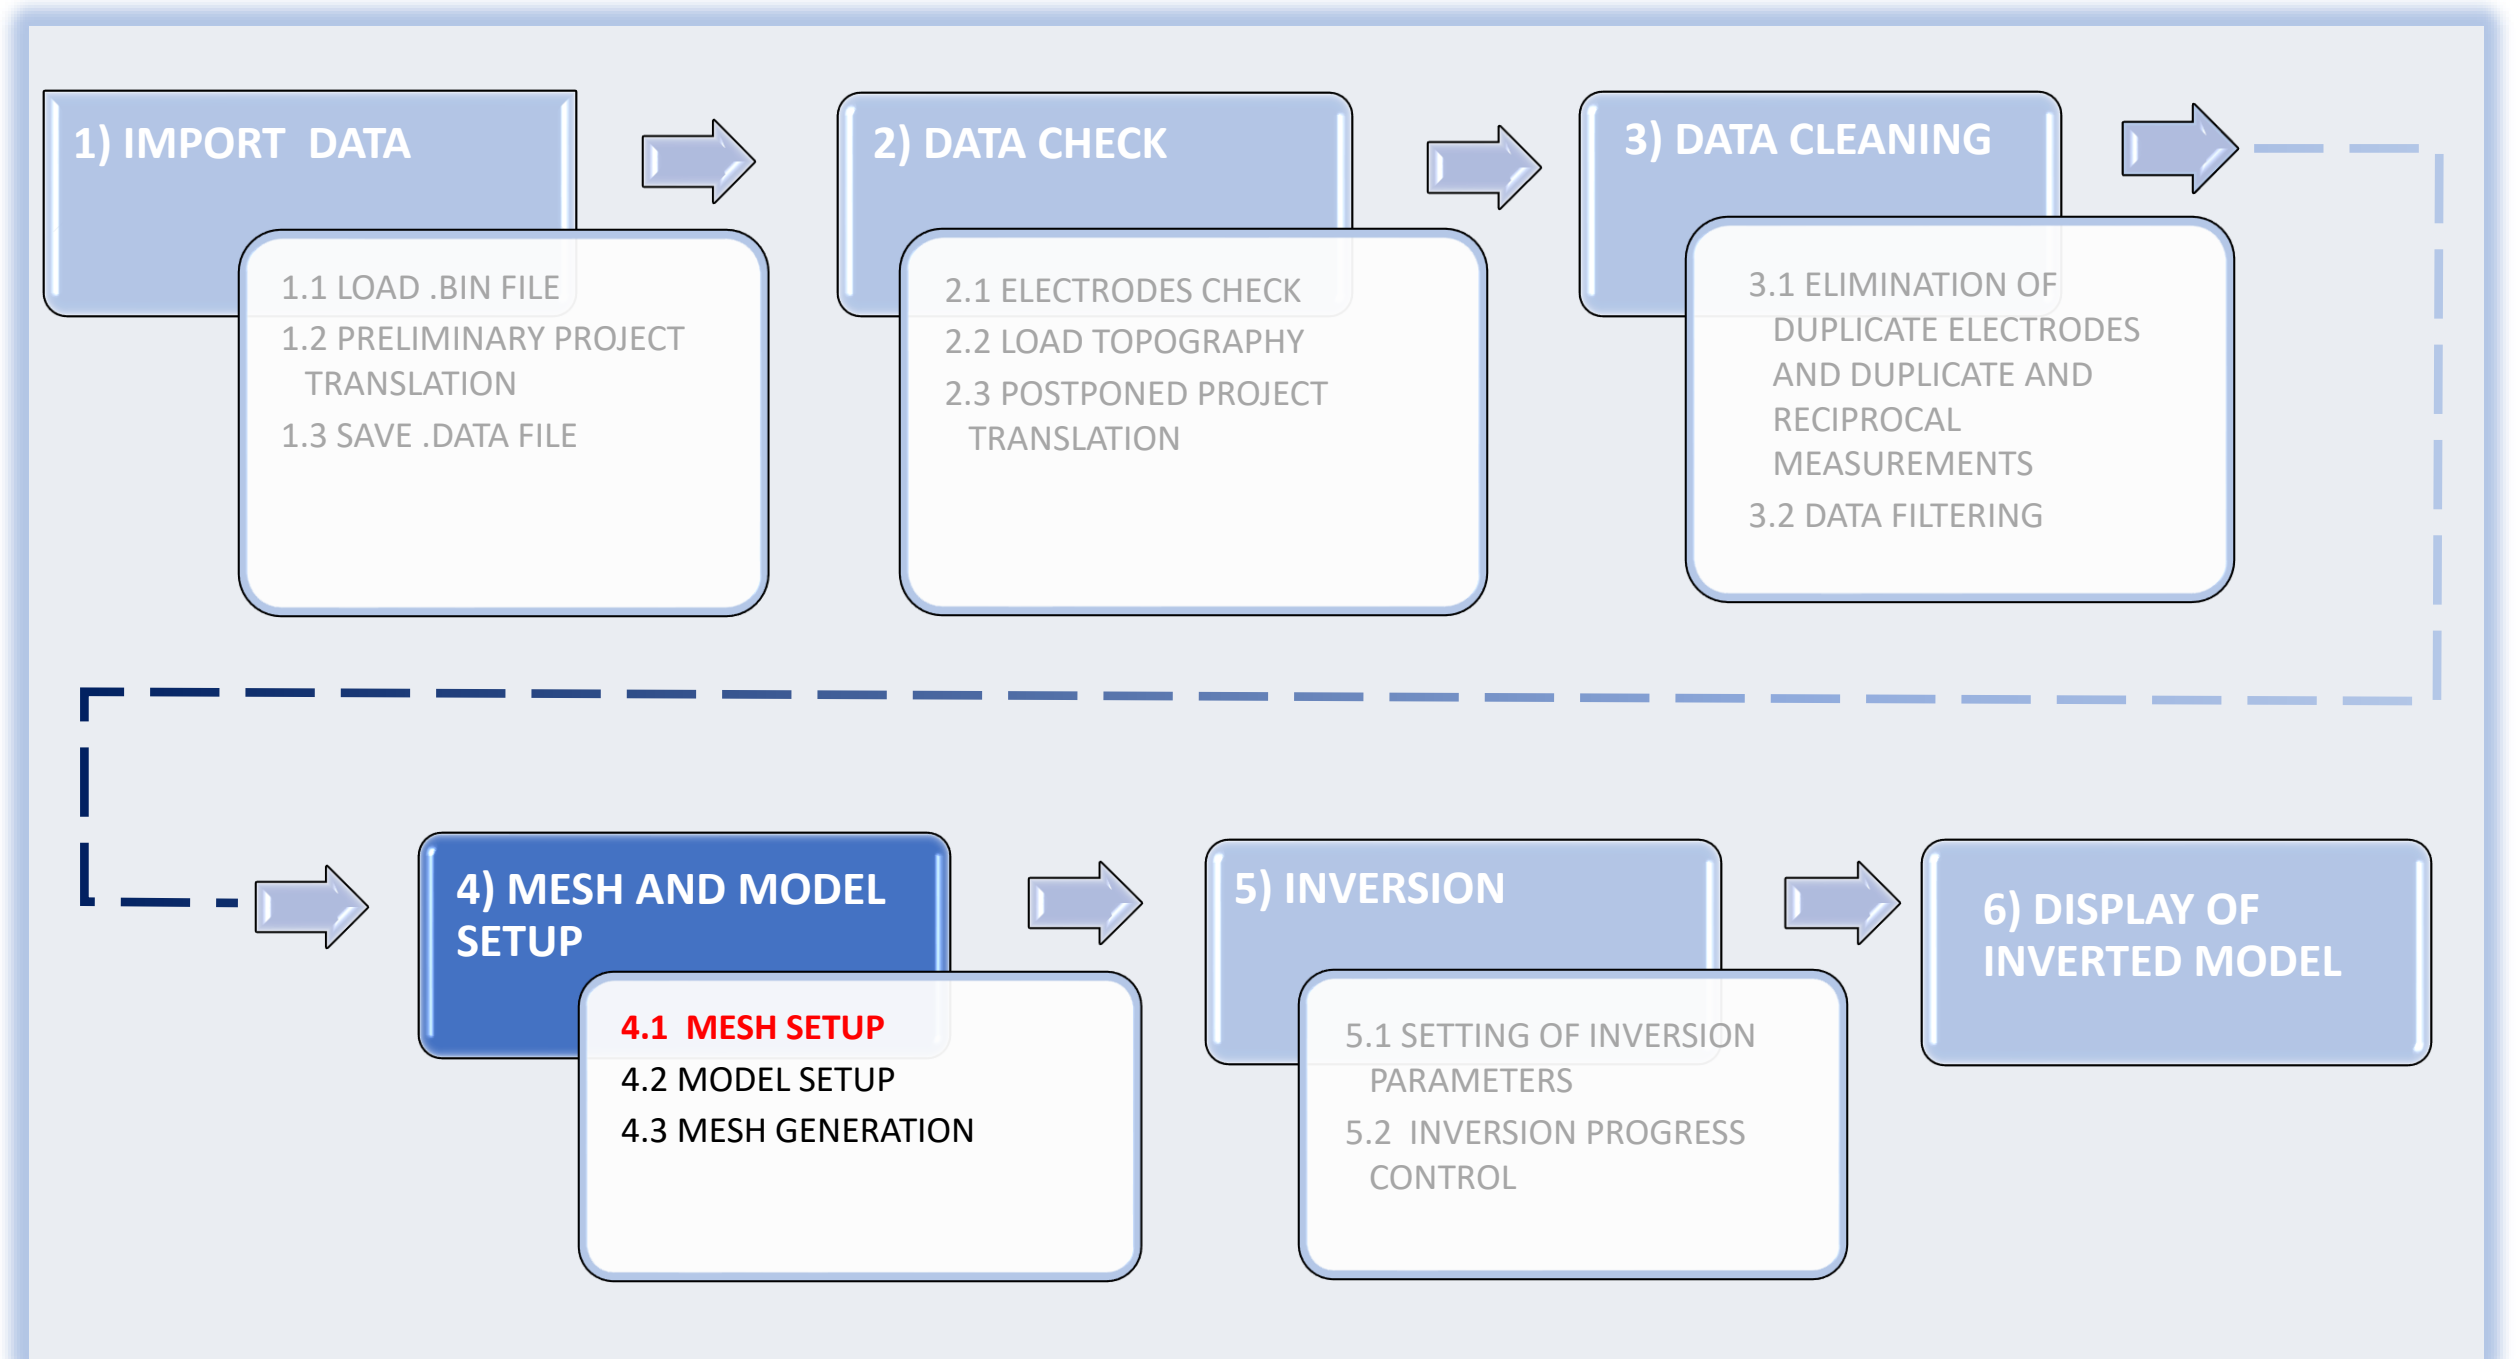 1) IMPORT  DATA
1.1 LOAD .BIN FILE
1.2 PRELIMINARY PROJECT
TRANSLATION
1.3 SAVE .DATA FILE
2) DATA CHECK
2.1 ELECTRODES CHECK
2.2 LOAD TOPOGRAPHY
2.3 POSTPONED PROJECT
TRANSLATION
3) DATA CLEANING
3.1 ELIMINATION OF
DUPLICATE ELECTRODES
AND DUPLICATE AND
RECIPROCAL
MEASUREMENTS
3.2 DATA FILTERING
4) MESH AND MODEL
SETUP
4.1  MESH SETUP
4.2 MODEL SETUP
4.3 MESH GENERATION
5) INVERSION
5.1 SETTING OF INVERSION
PARAMETERS
5.2  INVERSION PROGRESS
CONTROL
6) DISPLAY OF
INVERTED MODEL